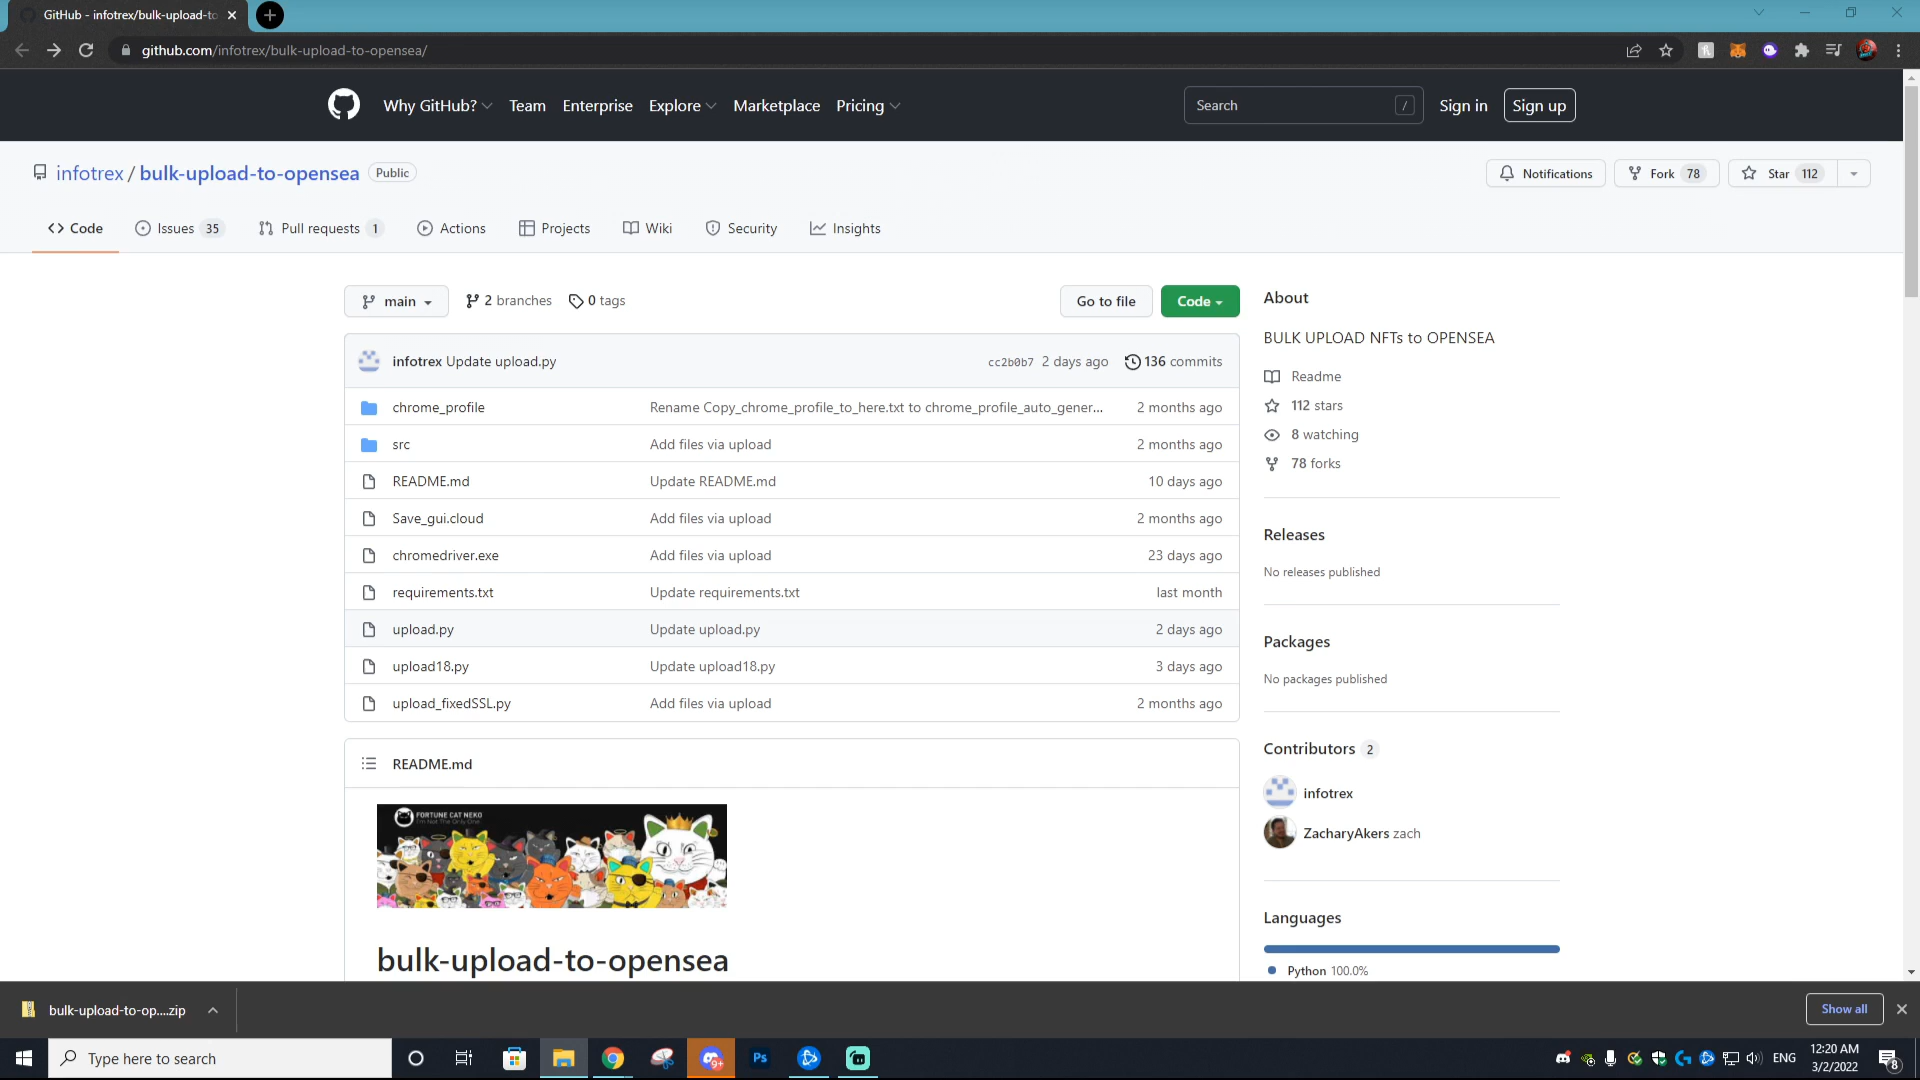 GitHub - infotrex/bulk-upload-to
github.com/infotrex/bulk-upload-to-opensea/
Why GitHub? Team Enterprise Explore Marketplace Pricing
Search /
Sign in Sign up
infotrex / bulk-upload-to-opensea Public
Notifications Fork 78 Star 112
Code Issues 35 Pull requests 1 Actions Projects Wiki Security Insights
main 2 branches 0 tags Go to file Code
infotrex Update upload.py cc2b0b7 2 days ago 136 commits
chrome_profile Rename Copy_chrome_profile_to_here.txt to chrome_profile_auto_gener... 2 months ago
src Add files via upload 2 months ago
README.md Update README.md 10 days ago
Save_gui.cloud Add files via upload 2 months ago
chromedriver.exe Add files via upload 23 days ago
requirements.txt Update requirements.txt last month
upload.py Update upload.py 2 days ago
upload18.py Update upload18.py 3 days ago
upload_fixedSSL.py Add files via upload 2 months ago
README.md
FORTUNE CAT NEKO
I'm Not The Only One
bulk-upload-to-opensea
About
BULK UPLOAD NFTs to OPENSEA
Readme
112 stars
8 watching
78 forks
Releases
No releases published
Packages
No packages published
Contributors 2
infotrex
ZacharyAkers zach
Languages
Python 100.0%
bulk-upload-to-op....zip
Show all
Type here to search
9+
Ps
ENG
12:20 AM
3/2/2022
8